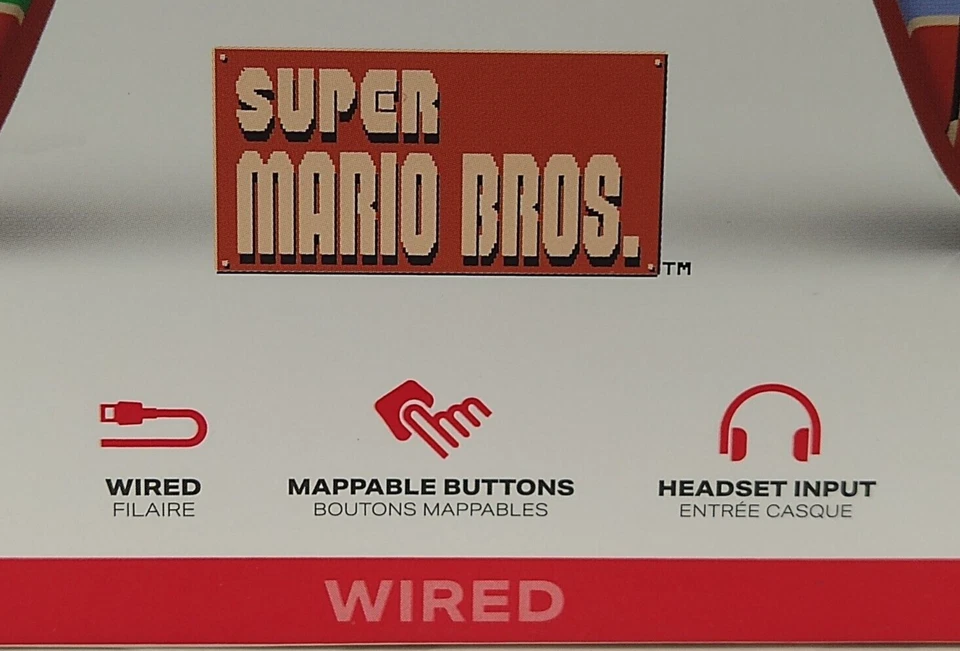 SUPER
MARIO BROS.™
WIRED
FILAIRE
MAPPABLE BUTTONS
BOUTONS MAPPABLES
HEADSET INPUT
ENTRÉE CASQUE
WIRED